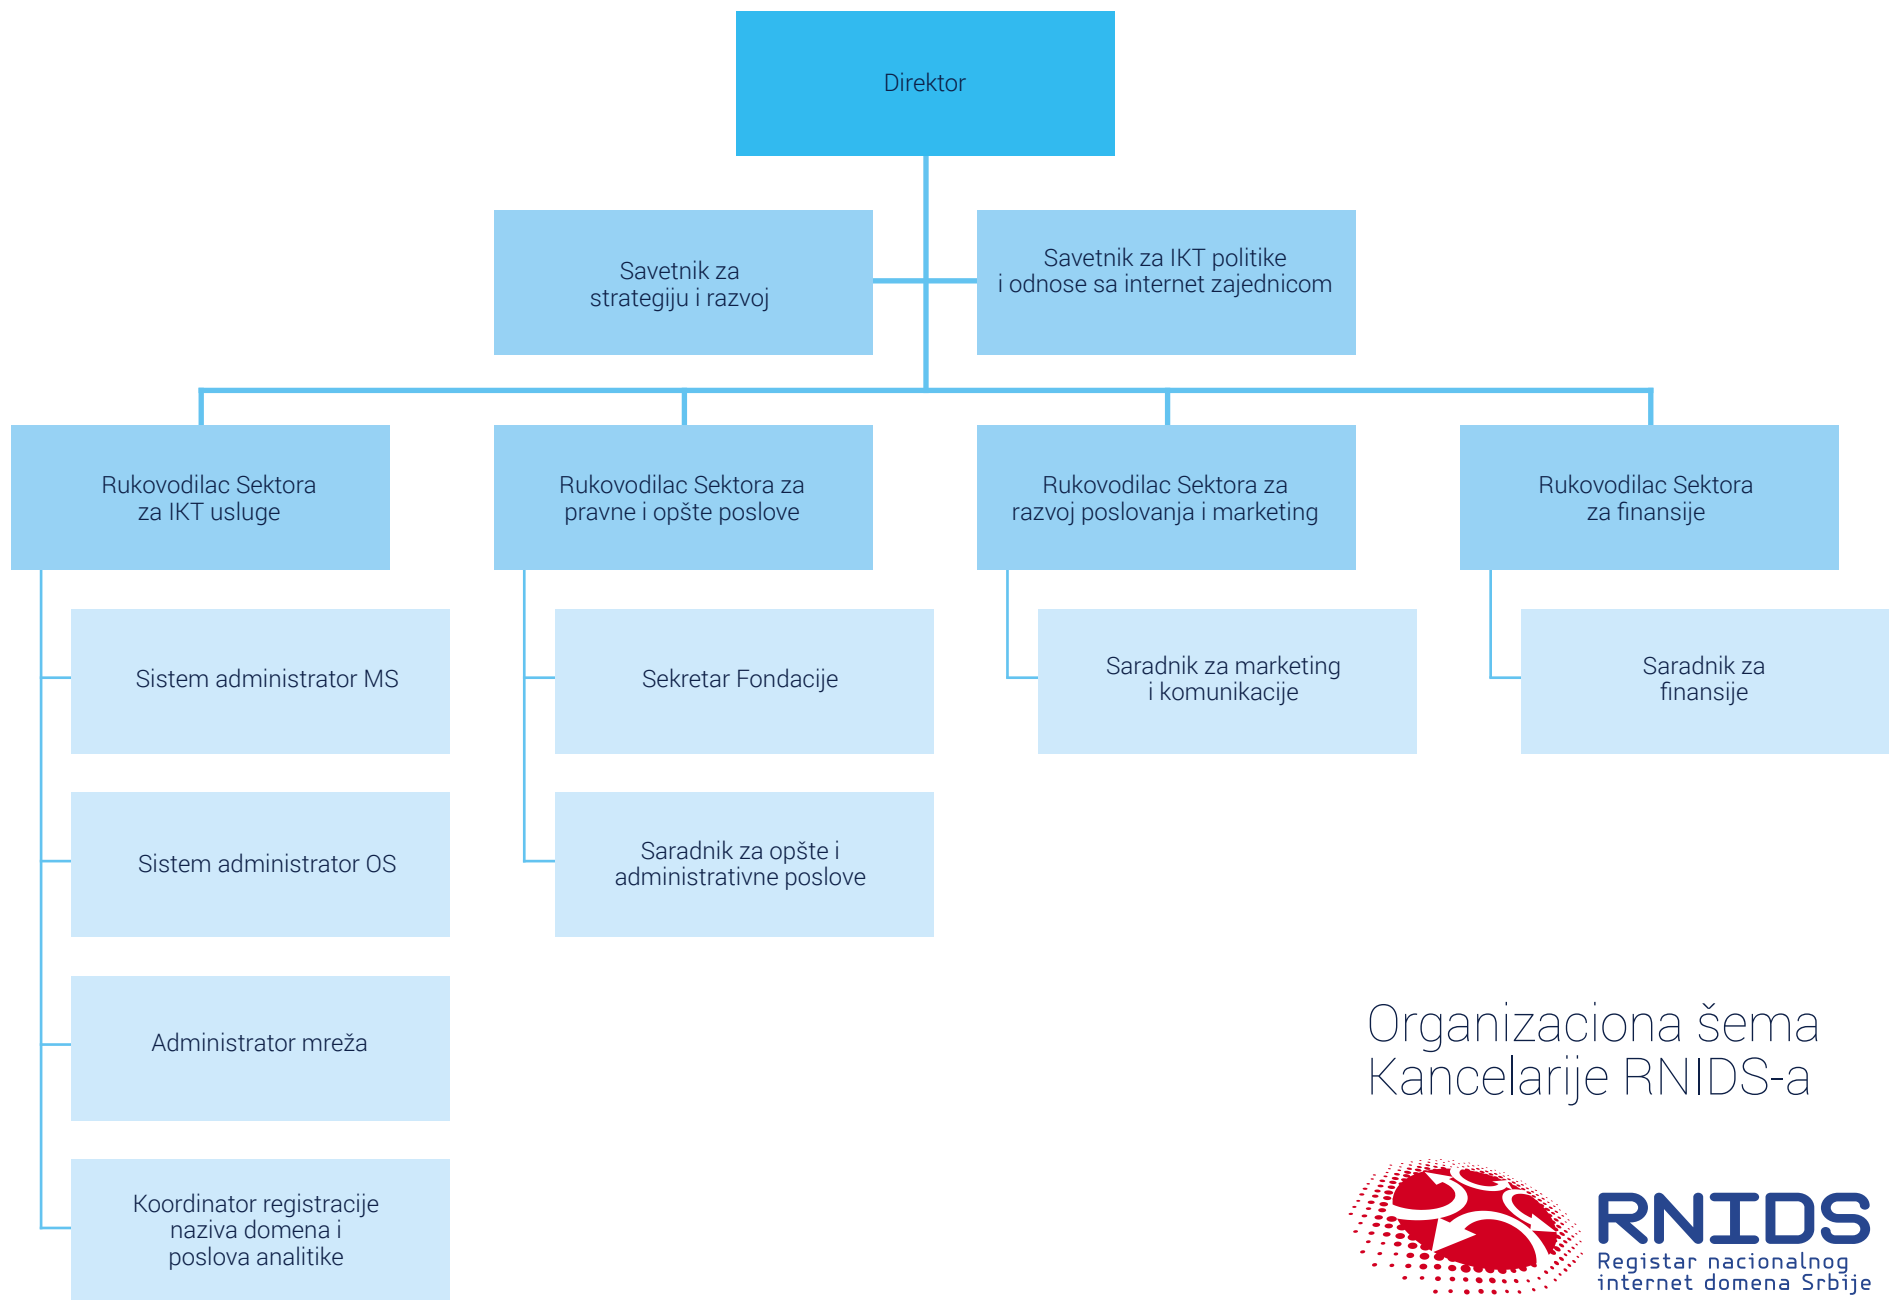 Direktor
Savetnik za
strategiju i razvoj
Savetnik za IKT politike
i odnose sa internet zajednicom
Rukovodilac Sektora
za IKT usluge
Rukovodilac Sektora za
pravne i opšte poslove
Rukovodilac Sektora za
razvoj poslovanja i marketing
Rukovodilac Sektora
za finansije
Sistem administrator MS
Sekretar Fondacije
Saradnik za marketing
i komunikacije
Saradnik za
finansije
Sistem administrator OS
Saradnik za opšte i
administrativne poslove
Administrator mreža
Koordinator registracije
naziva domena i
poslova analitike
Organizaciona šema
Kancelarije RNIDS-a
RNIDS
Registar nacionalnog
internet domena Srbije